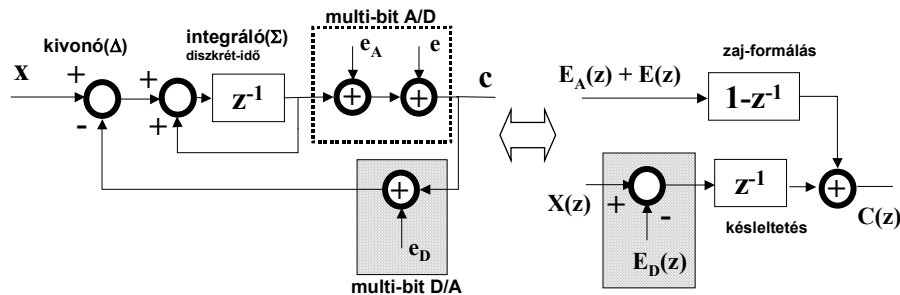 multi-bit A/D
kivonó(Δ)
integráló(Σ)
diszkrét-idő
x
+
-
+
+
z⁻¹
e_A
e
+
+
c
+
e_D
multi-bit D/A
zaj-formálás
E_A(z) + E(z)
1-z⁻¹
X(z)
+
-
E_D(z)
z⁻¹
késleltetés
+
C(z)